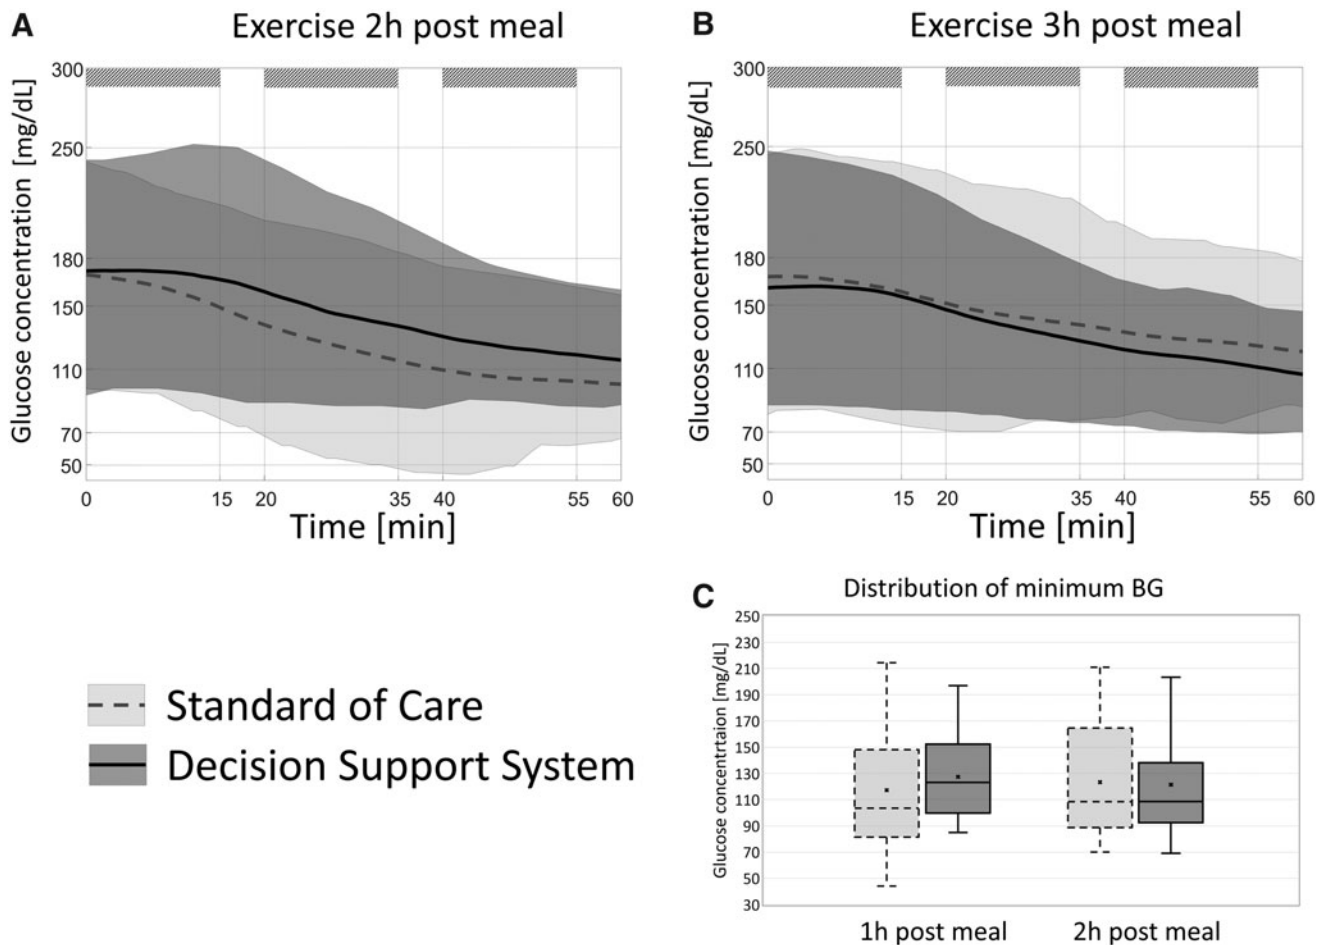 A
Exercise 2h post meal
Glucose concentration [mg/dL]
300
250
180
150
110
70
50
0
15
20
35
40
55
60
Time [min]
B
Exercise 3h post meal
Glucose concentration [mg/dL]
300
250
180
150
110
70
50
0
15
20
35
40
55
60
Time [min]
Standard of Care
Decision Support System
C
Distribution of minimum BG
Glucose concentrtaion [mg/dL]
250
230
210
190
170
150
130
110
90
70
50
30
1h post meal
2h post meal